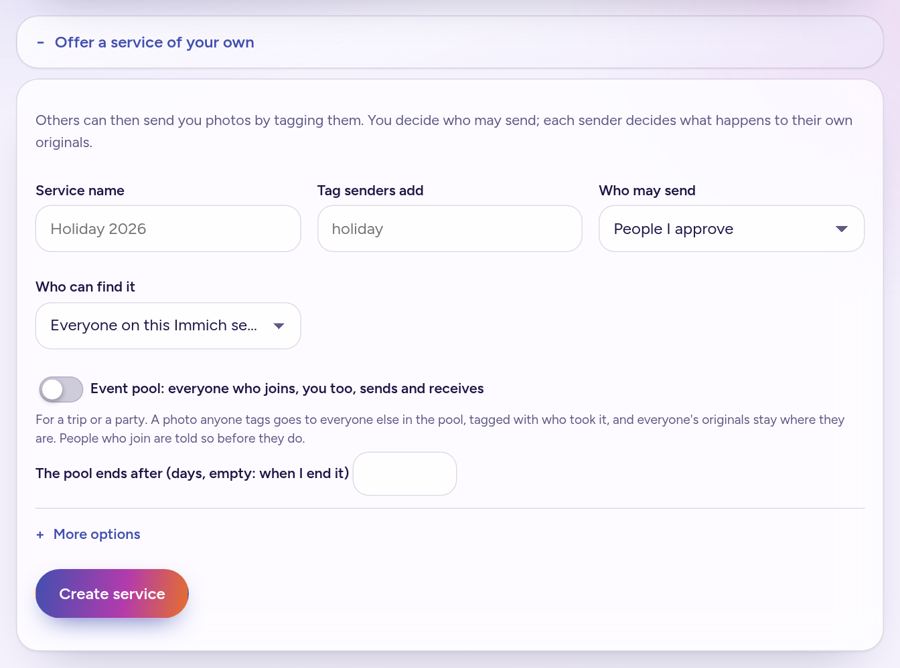 − Offer a service of your own
Others can then send you photos by tagging them. You decide who may send; each sender decides what happens to their own
originals.
Service name
Tag senders add
Who may send
Holiday 2026
holiday
People I approve
Who can find it
Everyone on this Immich se...
Event pool: everyone who joins, you too, sends and receives
For a trip or a party. A photo anyone tags goes to everyone else in the pool, tagged with who took it, and everyone's originals stay where they
are. People who join are told so before they do.
The pool ends after (days, empty: when I end it)
+ More options
Create service